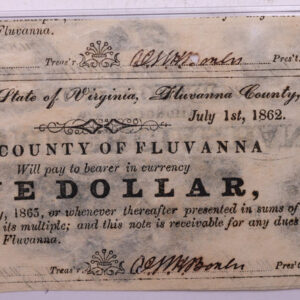 Fluvanna.
Treas'r. Pres't.
State of Virginia, Fluvanna County,
July 1st, 1862.
COUNTY OF FLUVANNA
Will pay to bearer in currency
NE DOLLAR,
y, 1865, or whenever thereafter presented in sums of
its multiple; and this note is receivable for any dues
Fluvanna.
Treas'r. Pres't.